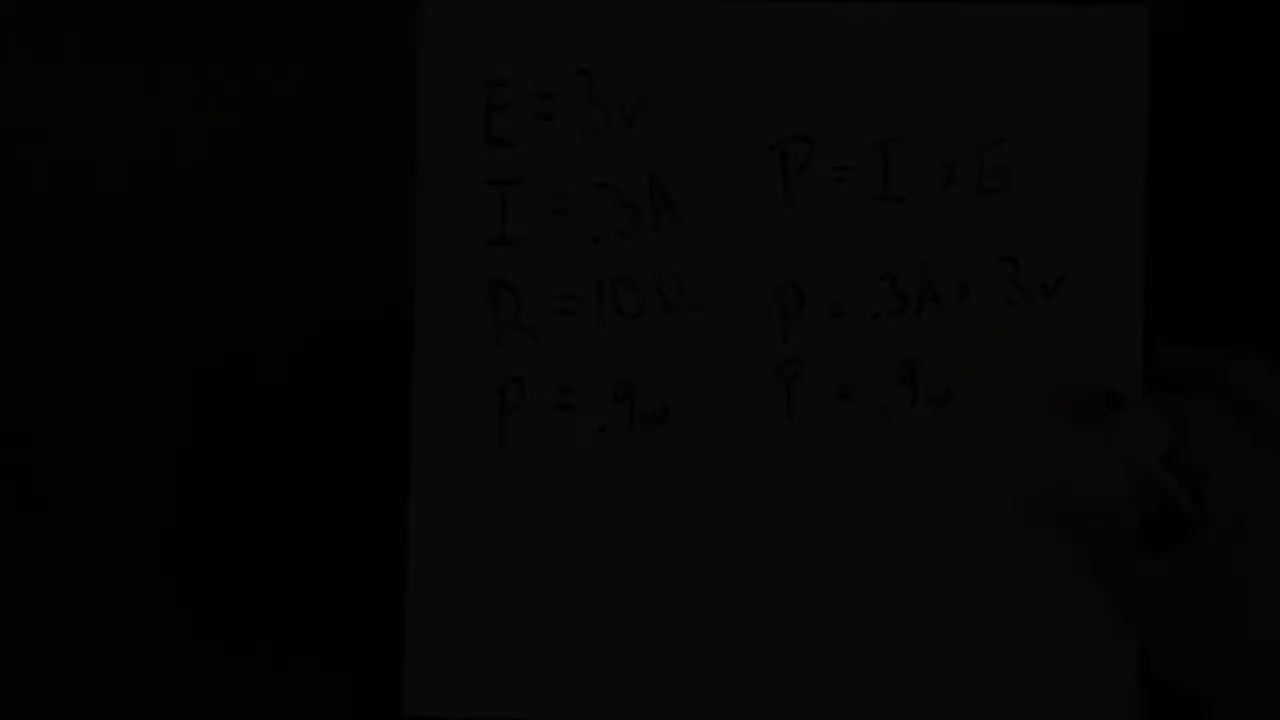 E = 3v
I = .3A
R = 10Ω
P = .9w
P = I x E
P = .3A · 3v
P = .9w